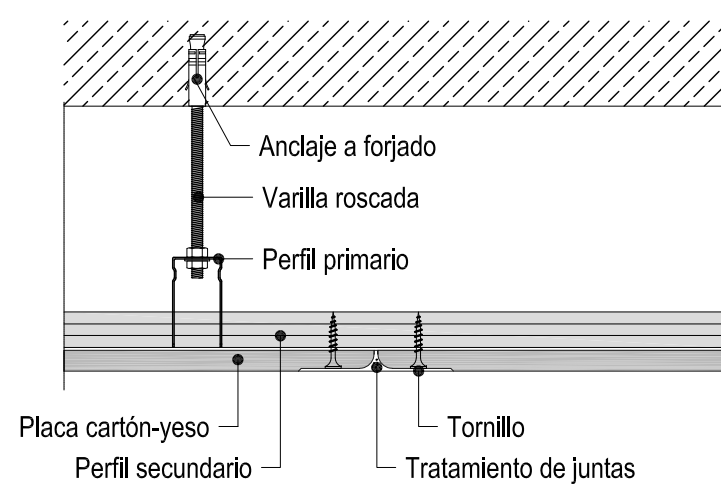 Anclaje a forjado
Varilla roscada
Perfil primario
Placa cartón-yeso
Tornillo
Perfil secundario
Tratamiento de juntas